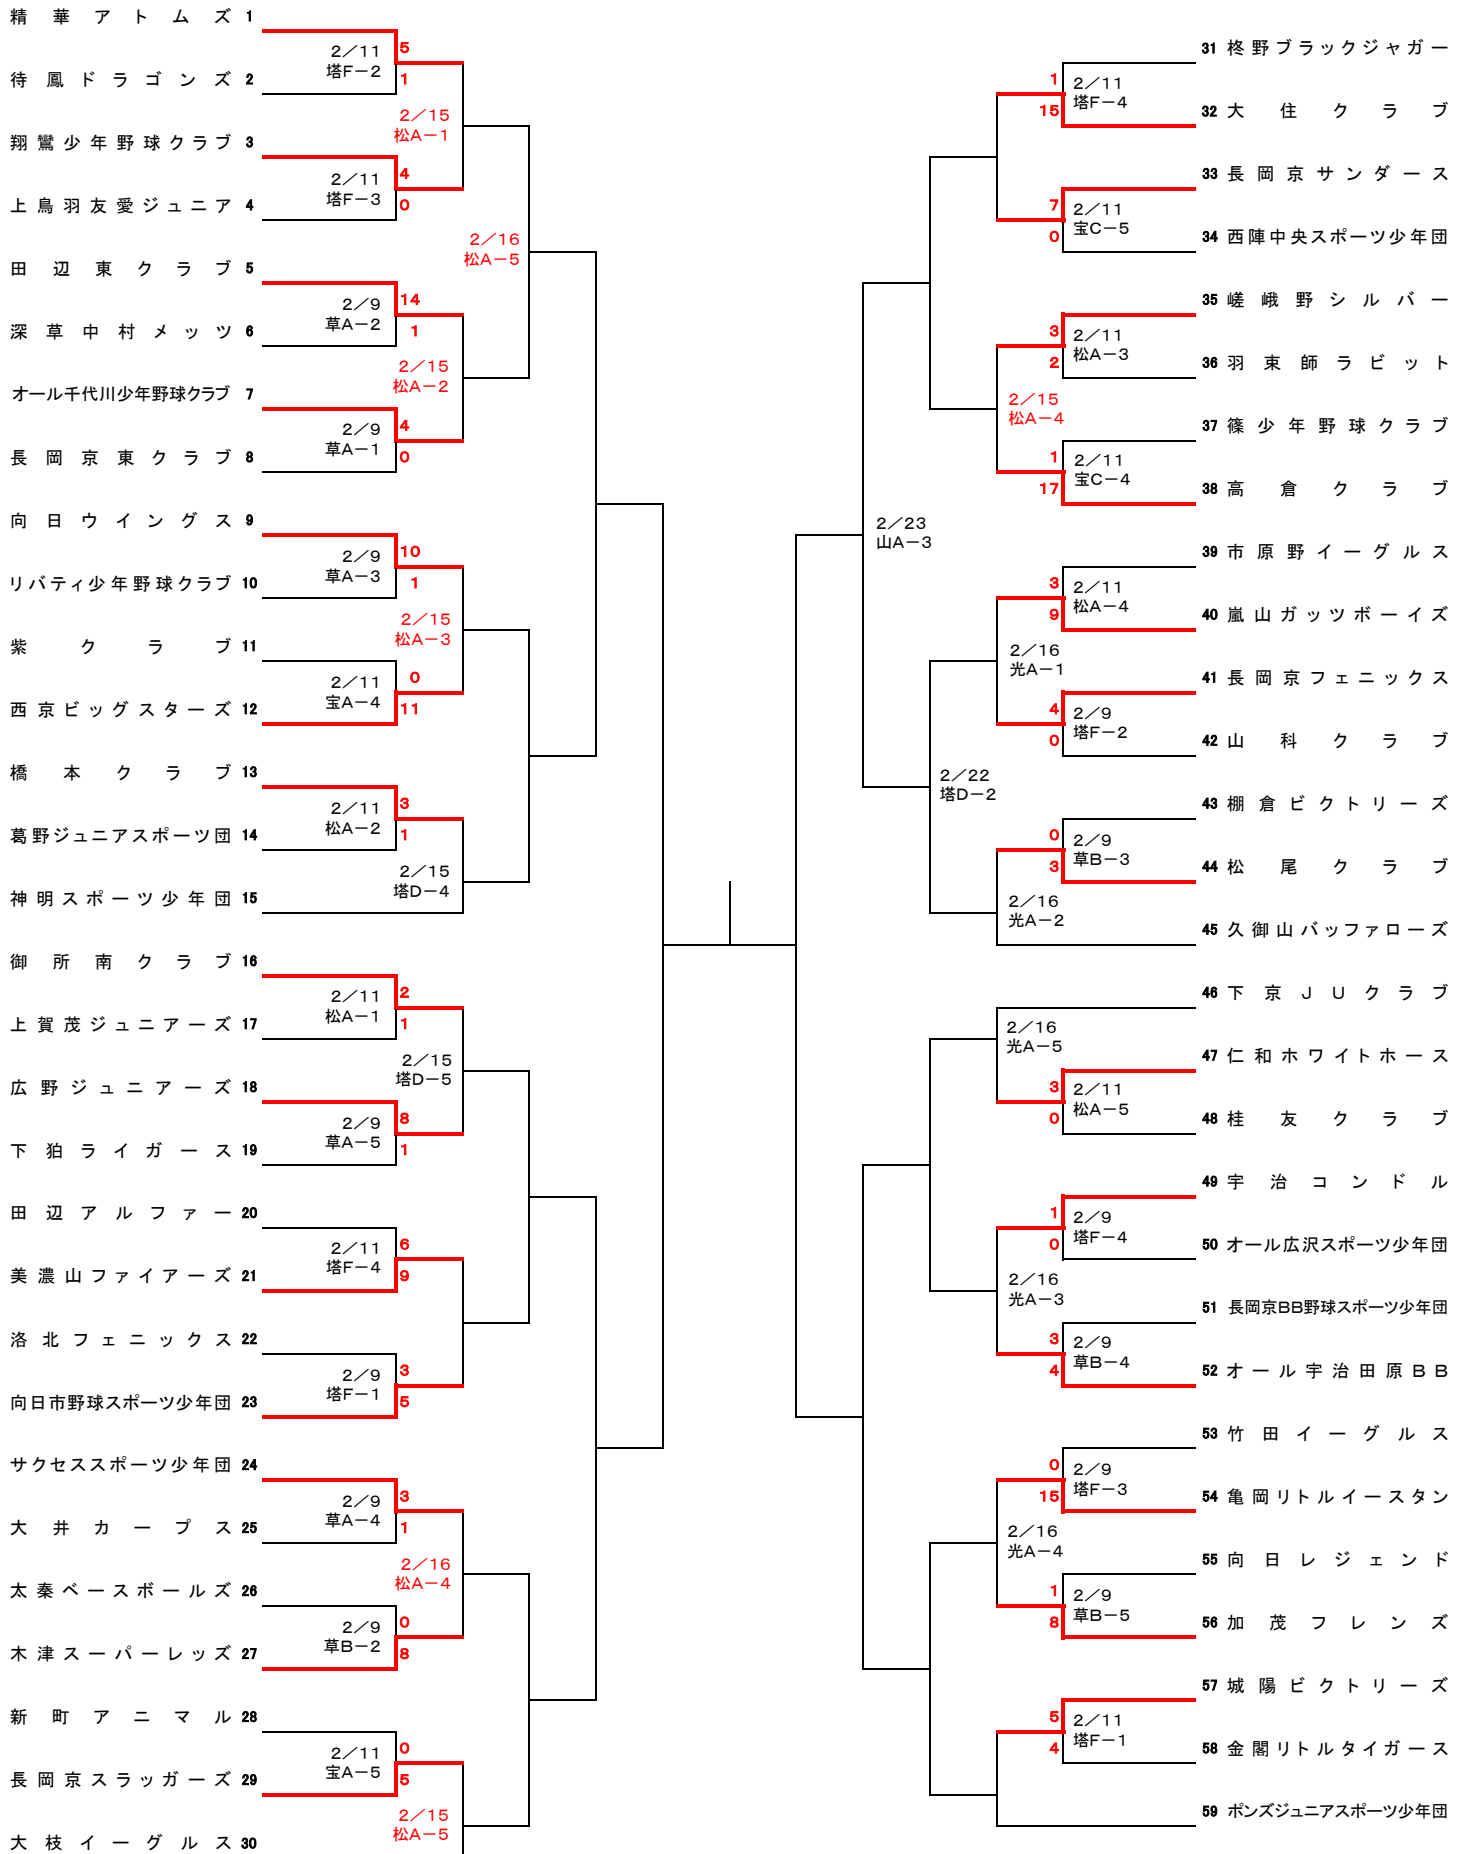 精華アトムズ 1
2／11
塔F－2
5
1
待鳳ドラゴンズ 2
2／15
松A－1
翔鸞少年野球クラブ 3
2／11
塔F－3
4
0
上鳥羽友愛ジュニア 4
2／16
松A－5
田辺東クラブ 5
2／9
草A－2
14
1
深草中村メッツ 6
2／15
松A－2
オール千代川少年野球クラブ 7
2／9
草A－1
4
0
長岡京東クラブ 8
向日ウイングス 9
2／9
草A－3
10
1
リバティ少年野球クラブ 10
2／15
松A－3
紫クラブ 11
2／11
宝A－4
0
11
西京ビッグスターズ 12
橋本クラブ 13
2／11
松A－2
3
1
葛野ジュニアスポーツ団 14
2／15
塔D－4
神明スポーツ少年団 15
御所南クラブ 16
2／11
松A－1
2
1
上賀茂ジュニアーズ 17
2／15
塔D－5
広野ジュニアーズ 18
2／9
草A－5
8
1
下狛ライガース 19
田辺アルファー 20
2／11
塔F－4
6
9
美濃山ファイアーズ 21
洛北フェニックス 22
2／9
塔F－1
3
5
向日市野球スポーツ少年団 23
サクセススポーツ少年団 24
2／9
草A－4
3
1
大井カープス 25
2／16
松A－4
太秦ベースボールズ 26
2／9
草B－2
0
8
木津スーパーレッズ 27
新町アニマル 28
2／11
宝A－5
0
5
長岡京スラッガーズ 29
2／15
松A－5
大枝イーグルス 30
31 柊野ブラックジャガー
1
15
2／11
塔F－4
32 大住クラブ
33 長岡京サンダース
7
0
2／11
宝C－5
34 西陣中央スポーツ少年団
35 嵯峨野シルバー
3
2
2／11
松A－3
36 羽束師ラビット
2／15
松A－4
37 篠少年野球クラブ
1
17
2／11
宝C－4
38 高倉クラブ
2／23
山A－3
39 市原野イーグルス
3
9
2／11
松A－4
40 嵐山ガッツボーイズ
2／16
光A－1
41 長岡京フェニックス
4
0
2／9
塔F－2
42 山科クラブ
2／22
塔D－2
43 棚倉ビクトリーズ
0
3
2／9
草B－3
44 松尾クラブ
2／16
光A－2
45 久御山バッファローズ
46 下京JUクラブ
2／16
光A－5
47 仁和ホワイトホース
3
0
2／11
松A－5
48 桂友クラブ
49 宇治コンドル
1
0
2／9
塔F－4
50 オール広沢スポーツ少年団
2／16
光A－3
51 長岡京BB野球スポーツ少年団
3
4
2／9
草B－4
52 オール宇治田原BB
53 竹田イーグルス
0
15
2／9
塔F－3
54 亀岡リトルイースタン
2／16
光A－4
55 向日レジェンド
1
8
2／9
草B－5
56 加茂フレンズ
57 城陽ビクトリーズ
5
4
2／11
塔F－1
58 金閣リトルタイガース
59 ポンズジュニアスポーツ少年団